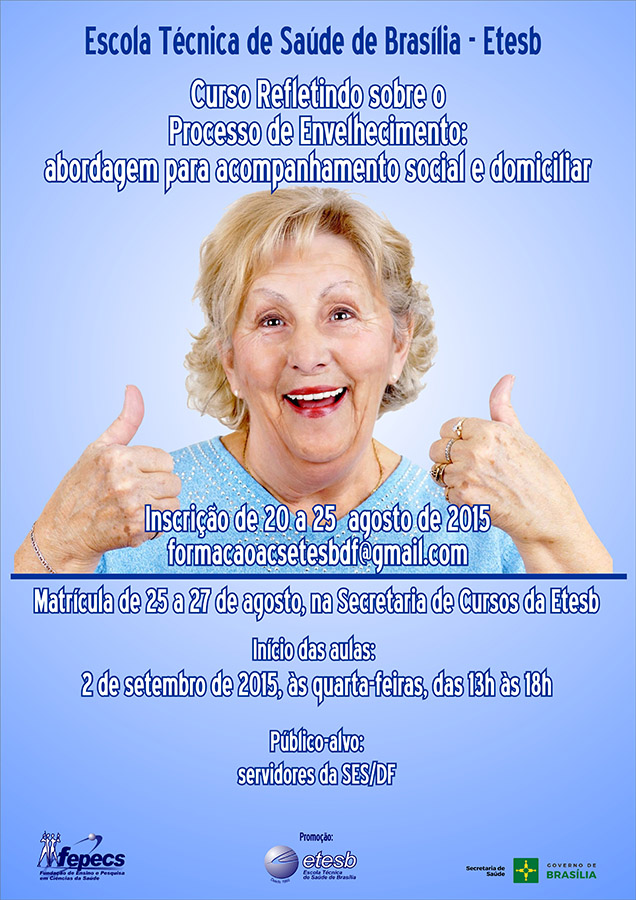 Escola Técnica de Saúde de Brasília - Etesb
Curso Refletindo sobre o
Processo de Envelhecimento:
abordagem para acompanhamento social e domiciliar
Inscrição de 20 a 25 agosto de 2015
formacaoacsetesbdf@gmail.com
Matrícula de 25 a 27 de agosto, na Secretaria de Cursos da Etesb
Início das aulas:
2 de setembro de 2015, às quarta-feiras, das 13h às 18h
Público-alvo:
servidores da SES/DF
fepecs
Fundação de Ensino e Pesquisa
em Ciências da Saúde
Promoção:
etesb
Escola Técnica
de Saúde de Brasília
Secretaria de
Saúde
GOVERNO DE
BRASÍLIA